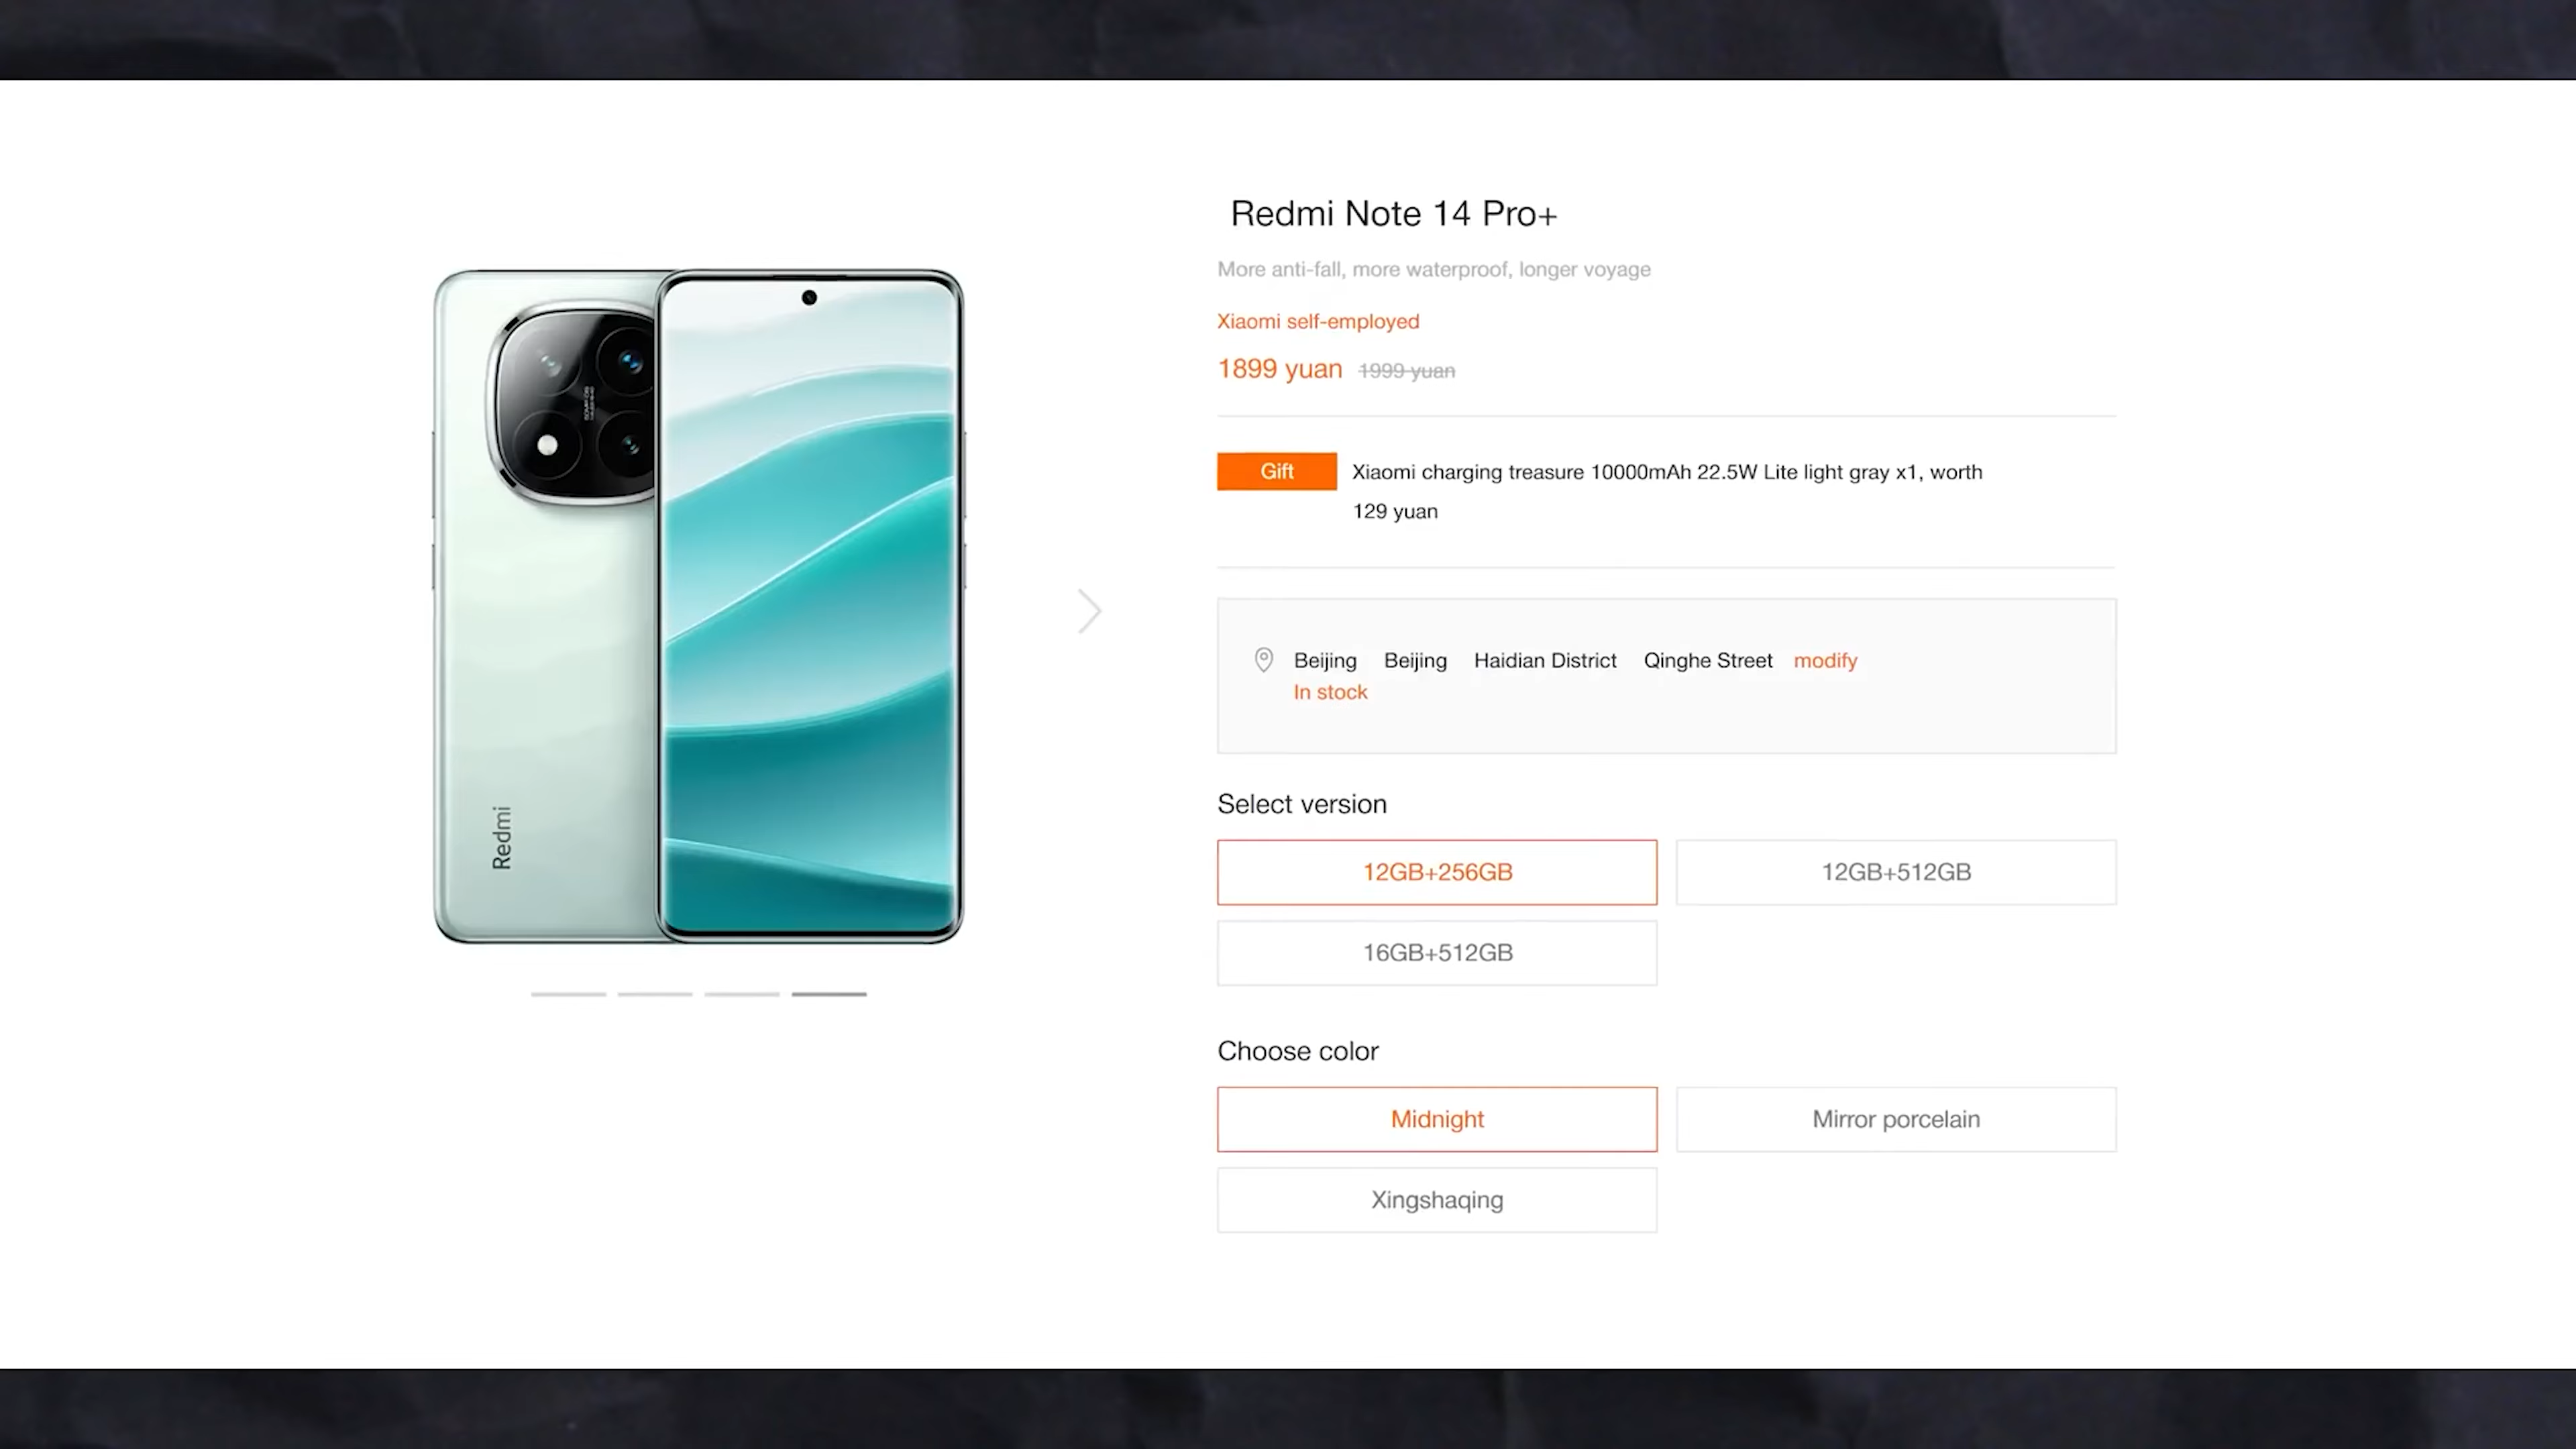 Redmi Note 14 Pro+
More anti-fall, more waterproof, longer voyage
Xiaomi self-employed
1899 yuan 1999 yuan
Gift Xiaomi charging treasure 10000mAh 22.5W Lite light gray x1, worth
129 yuan
Beijing Beijing Haidian District Qinghe Street modify
In stock
Select version
12GB+256GB 12GB+512GB
16GB+512GB
Choose color
Midnight Mirror porcelain
Xingshaqing
Redmi